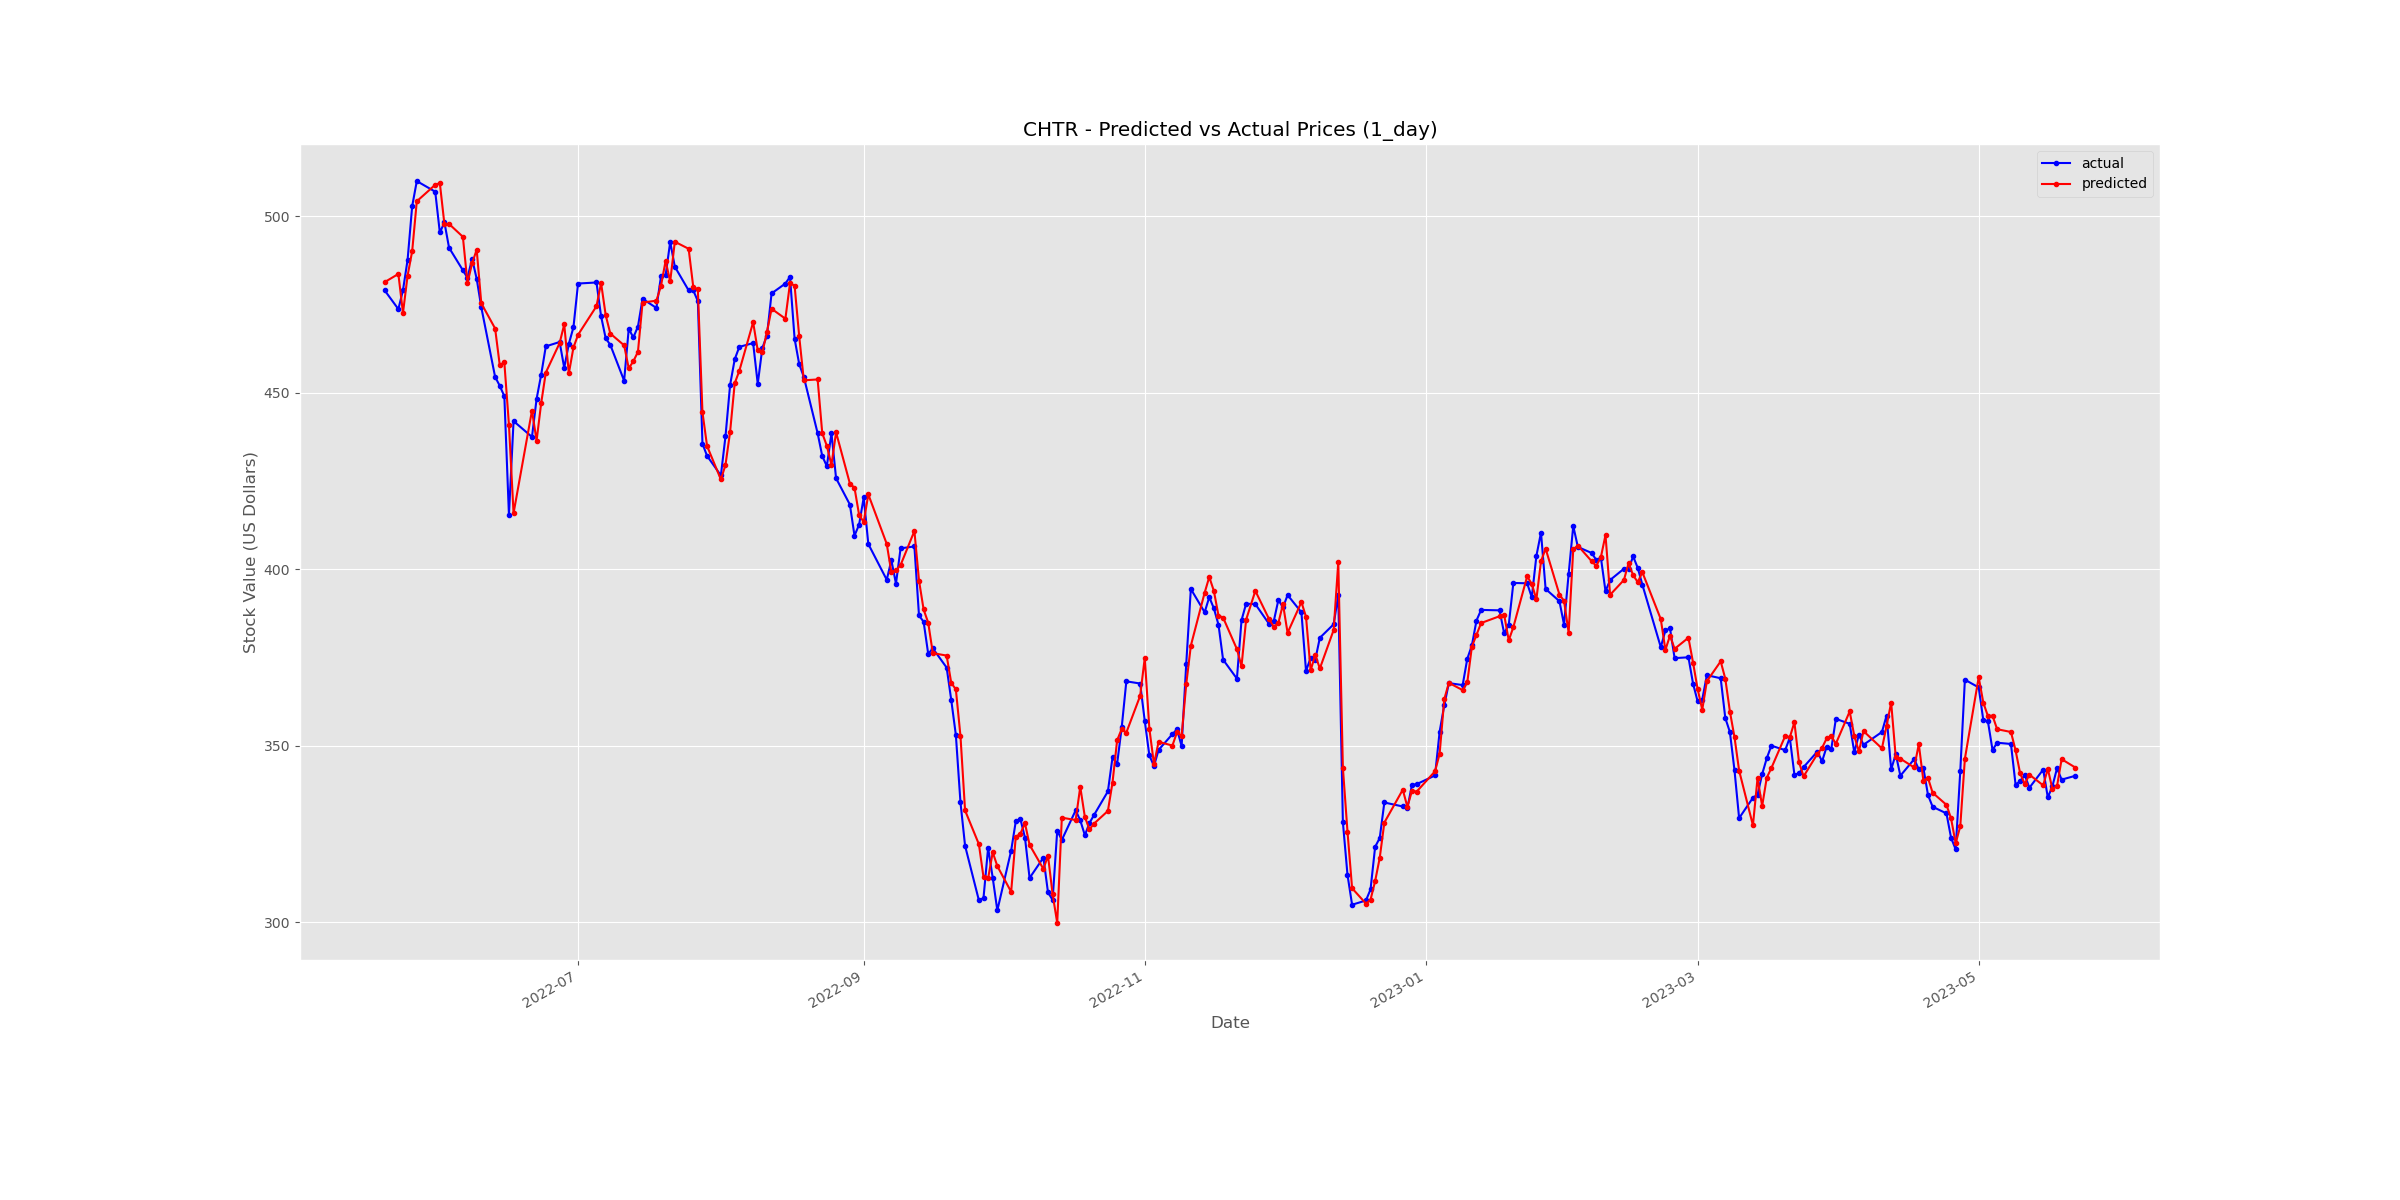 CHTR - Predicted vs Actual Prices (1_day)
actual
predicted
500
450
400
350
300
Stock Value (US Dollars)
2022-07
2022-09
2022-11
2023-01
2023-03
2023-05
Date